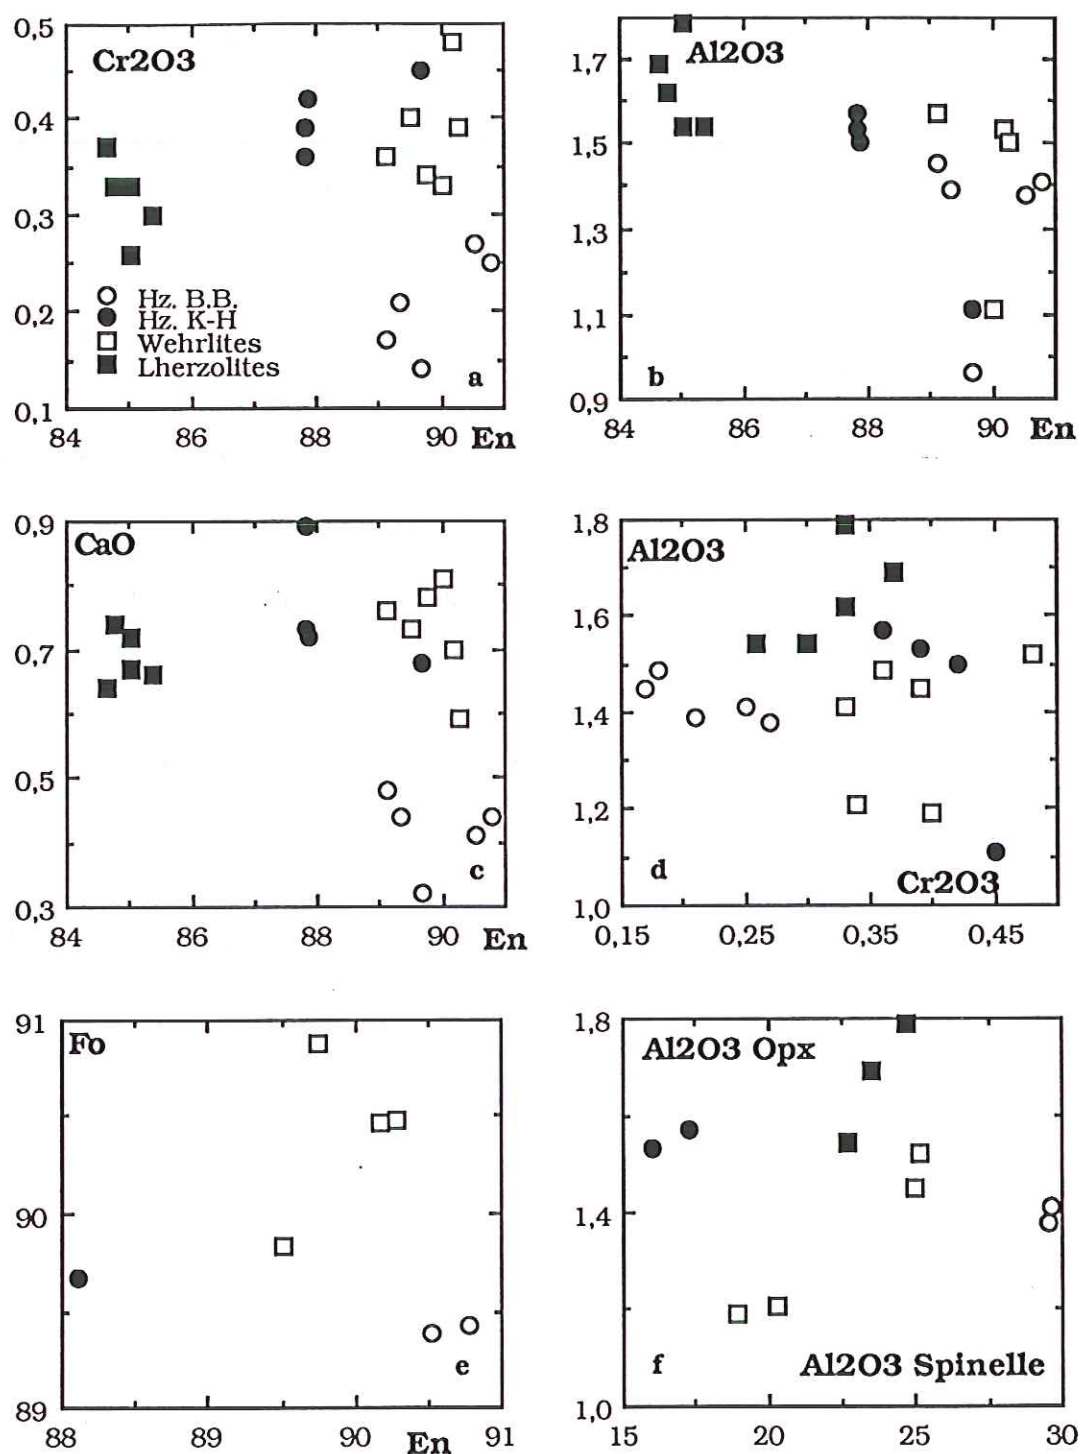 0,5
Cr2O3
0,4
0,3
Hz. B.B.
0,2
Hz. K-H
Wehrlites
Lherzolites
a
0,1
84 86 88 90 En
1,7
Al2O3
1,5
1,3
1,1
b
0,9
84 86 88 90 En
0,9
CaO
0,7
0,5
c
0,3
84 86 88 90 En
1,8
Al2O3
1,6
1,4
1,2
d
Cr2O3
1,0
0,15 0,25 0,35 0,45
91
Fo
90
e
89
88 89 90 91
En
1,8
Al2O3 Opx
1,4
f Al2O3 Spinelle
1,0
15 20 25 30